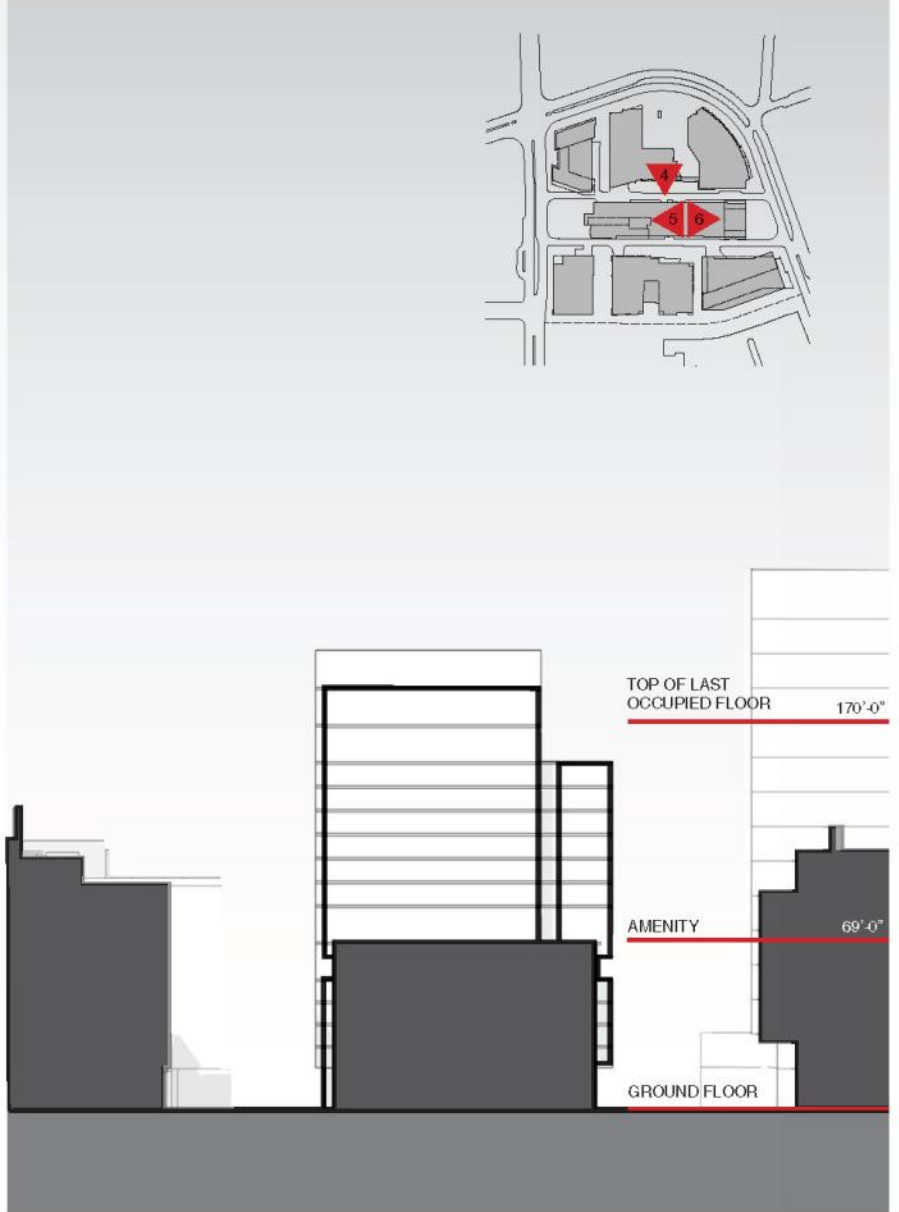 4
5 6
TOP OF LAST
OCCUPIED FLOOR 170'-0"
AMENITY 69'-0"
GROUND FLOOR